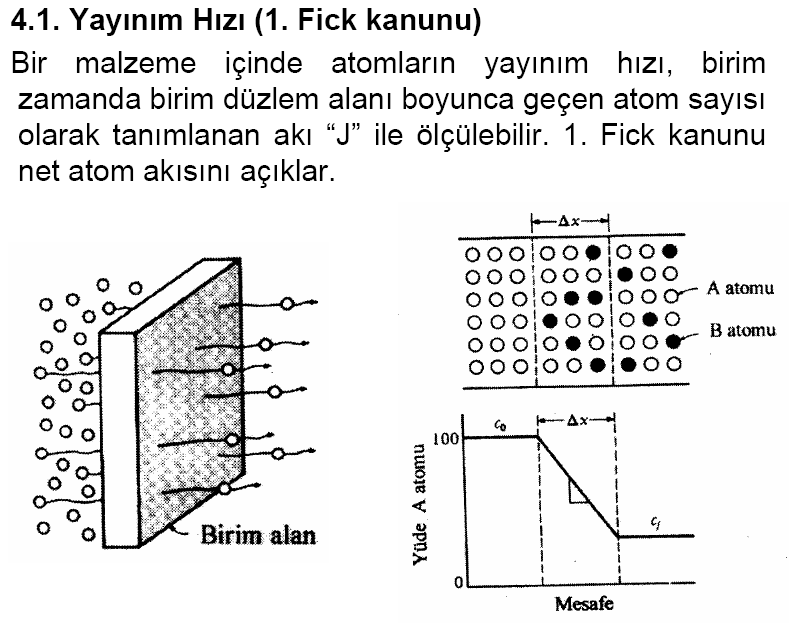 4.1. Yayınım Hızı (1. Fick kanunu)
Bir malzeme içinde atomların yayınım hızı, birim
zamanda birim düzlem alanı boyunca geçen atom sayısı
olarak tanımlanan akı “J” ile ölçülebilir. 1. Fick kanunu
net atom akısını açıklar.
Birim alan
Δx
A atomu
B atomu
Yüde A atomu
100
0
c₀
Δx
cf
Mesafe